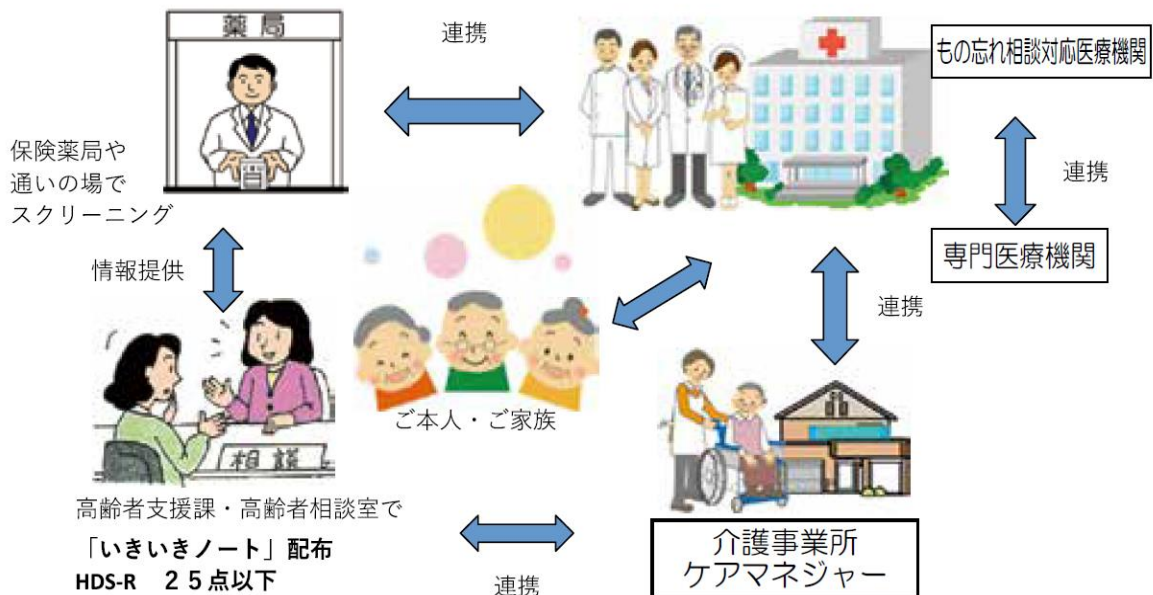 薬局
連携
もの忘れ相談対応医療機関
保険薬局や
通いの場で
スクリーニング
連携
専門医療機関
情報提供
連携
ご本人・ご家族
相談
高齢者支援課・高齢者相談室で
「いきいきノート」配布
HDS-R ２５点以下
連携
介護事業所
ケアマネジャー